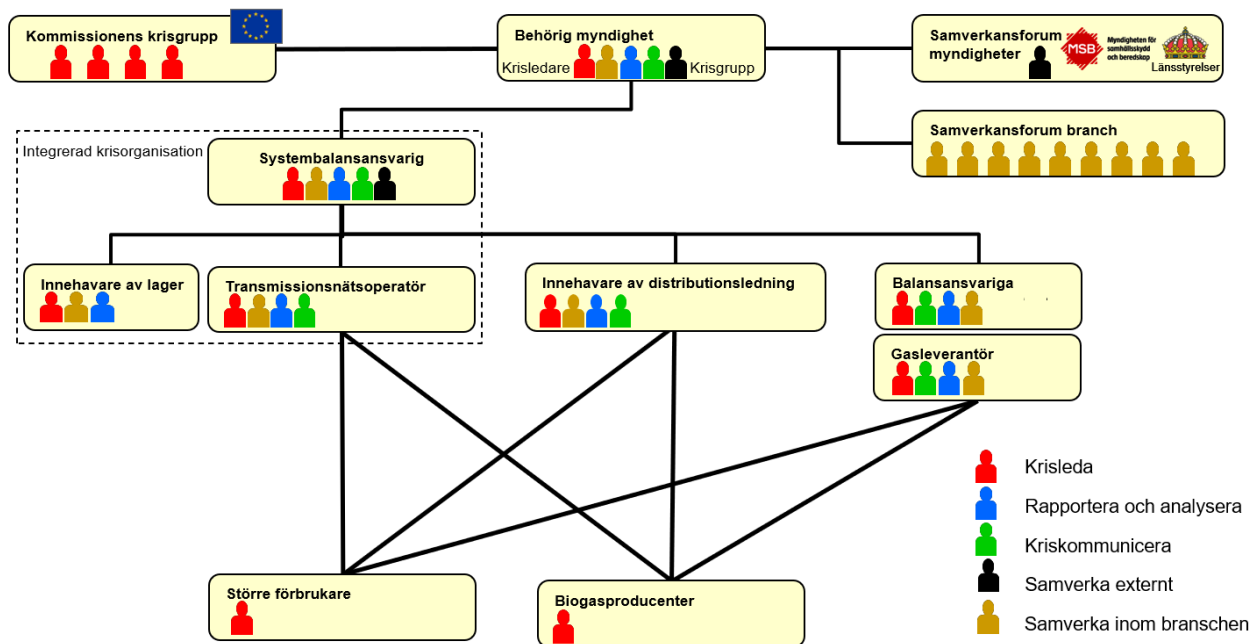 Kommissionens krisgrupp
Behörig myndighet
Krisledare
Krisgrupp
Samverkansforum
myndigheter
MSB
Myndigheten för
samhällsskydd
och beredskap
Länsstyrelser
Samverkansforum branch
Integrerad krisorganisation
Systembalansansvarig
Innehavare av lager
Transmissionsnätsoperatör
Innehavare av distributionsledning
Balansansvariga
Gasleverantör
Större förbrukare
Biogasproducenter
Krisleda
Rapportera och analysera
Kriskommunicera
Samverka externt
Samverka inom branschen